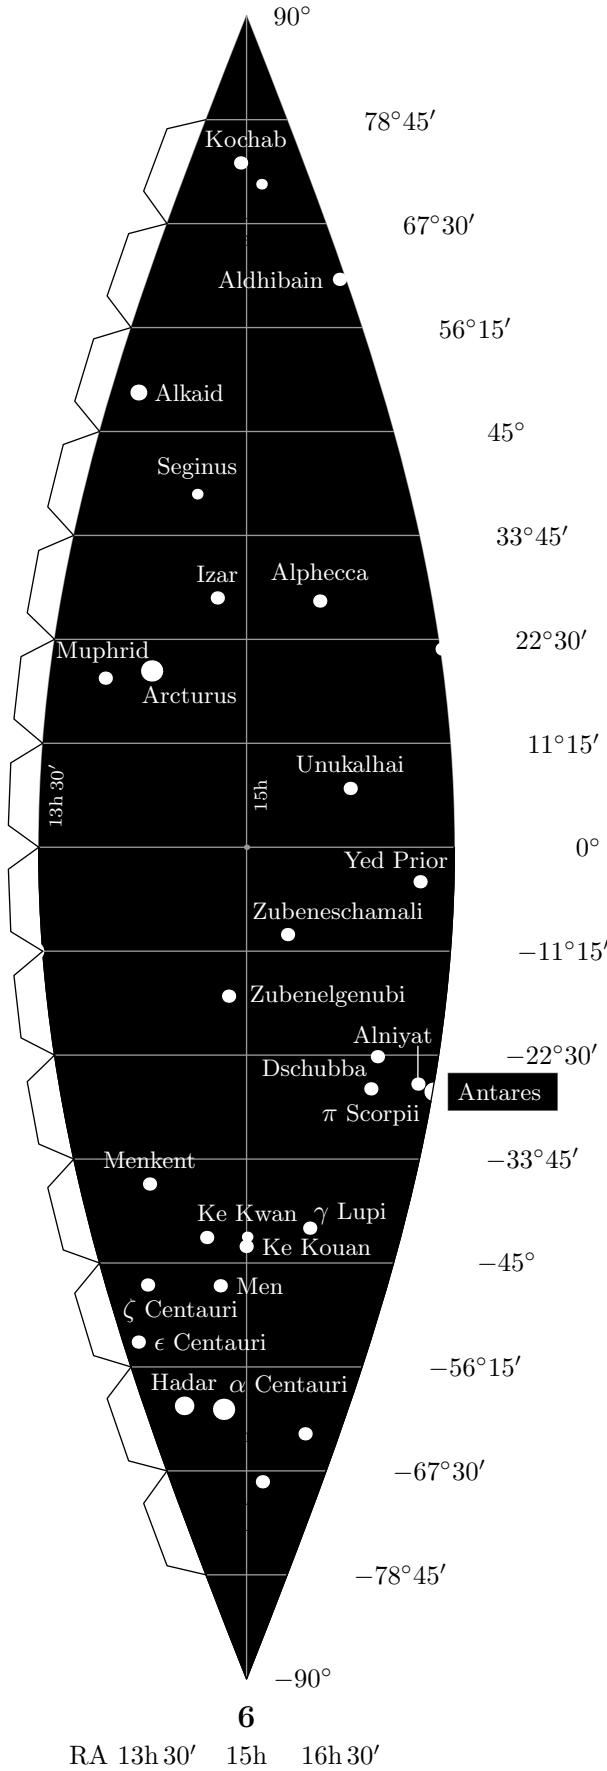 90°
78°45′
Kochab
67°30′
Aldhibain
56°15′
Alkaid
45°
Seginus
33°45′
Izar
Alphecca
22°30′
Muphrid
Arcturus
11°15′
Unukalhai
13h 30′
15h
0°
Yed Prior
Zubeneschamali
−11°15′
Zubenelgenubi
Alniyat
−22°30′
Dschubba
Antares
π Scorpii
−33°45′
Menkent
Ke Kwan
γ Lupi
Ke Kouan
−45°
Men
ζ Centauri
ϵ Centauri
−56°15′
Hadar
α Centauri
−67°30′
−78°45′
−90°
6
RA 13h 30′ 15h 16h 30′